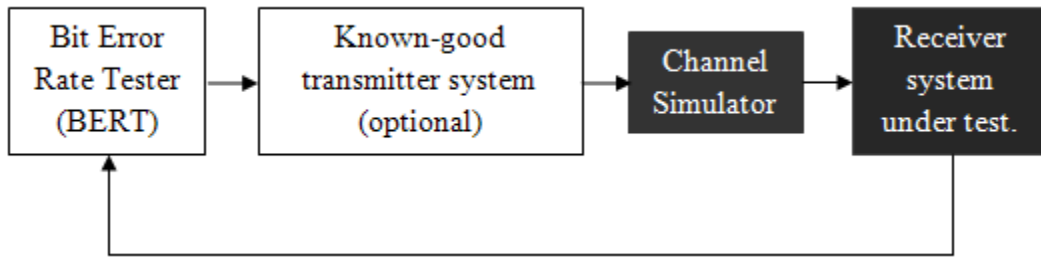 Bit Error
Rate Tester
(BERT)
Known-good
transmitter system
(optional)
Channel
Simulator
Receiver
system
under test.